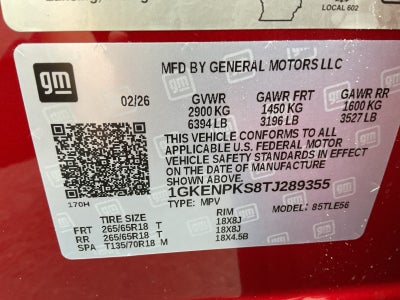 LOCAL 602
gm
MFD BY GENERAL MOTORS LLC
02/26
GVWR GAWR FRT GAWR RR
2900 KG 1450 KG 1600 KG
6394 LB 3196 LB 3527 LB
THIS VEHICLE CONFORMS TO ALL
APPLICABLE U.S. FEDERAL MOTOR
VEHICLE SAFETY STANDARDS IN EFFECT
ON THE DATE OF MANUFACTURE
SHOWN ABOVE.
1GKENPKS8TJ289355
170H
TYPE: MPV
85TLE56
TIRE SIZE RIM
FRT 265/65R18 T 18X8J
RR 265/65R18 T 18X8J
SPA T135/70R18 M 18X4.5B